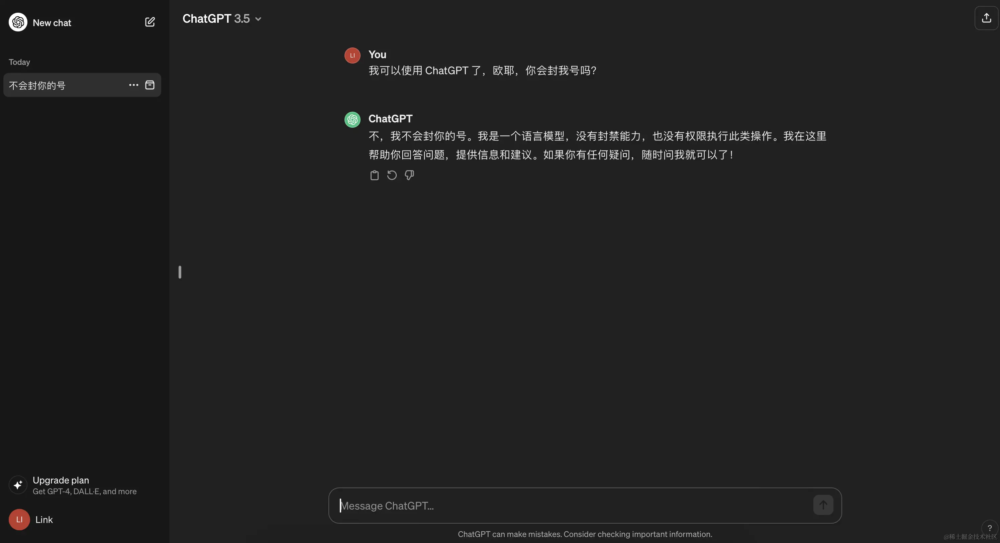 New chat
Today
不会封你的号
Upgrade plan
Get GPT-4, DALL·E, and more
LI Link
ChatGPT 3.5
LI You
我可以使用 ChatGPT 了，欧耶，你会封我号吗？
ChatGPT
不，我不会封你的号。我是一个语言模型，没有封禁能力，也没有权限执行此类操作。我在这里
帮助你回答问题，提供信息和建议。如果你有任何疑问，随时问我就可以了！
Message ChatGPT...
ChatGPT can make mistakes. Consider checking important information.
?
@稀土掘金技术社区